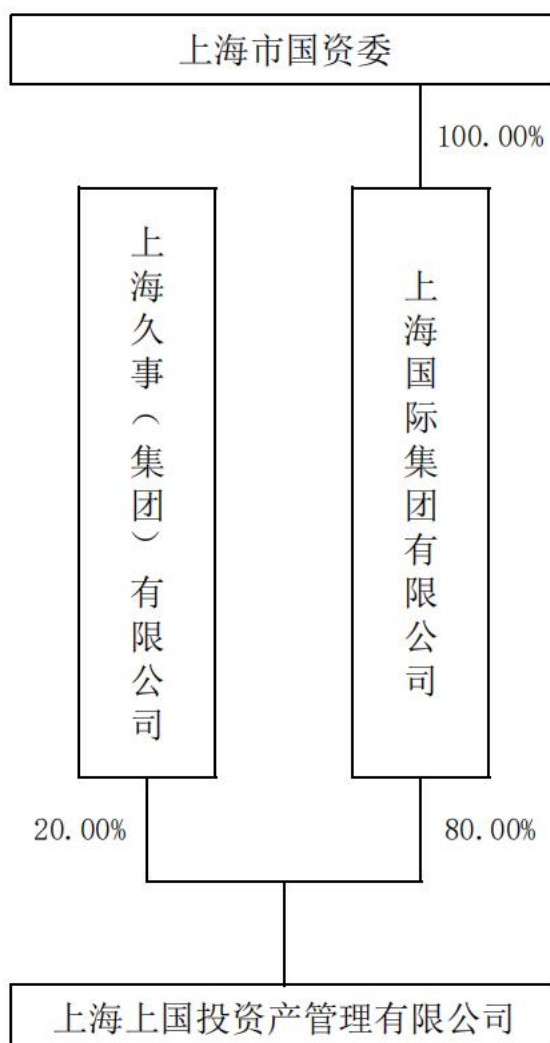 上海市国资委
100.00%
上海久事（集团）有限公司
上海国际集团有限公司
20.00%
80.00%
上海上国投资产管理有限公司